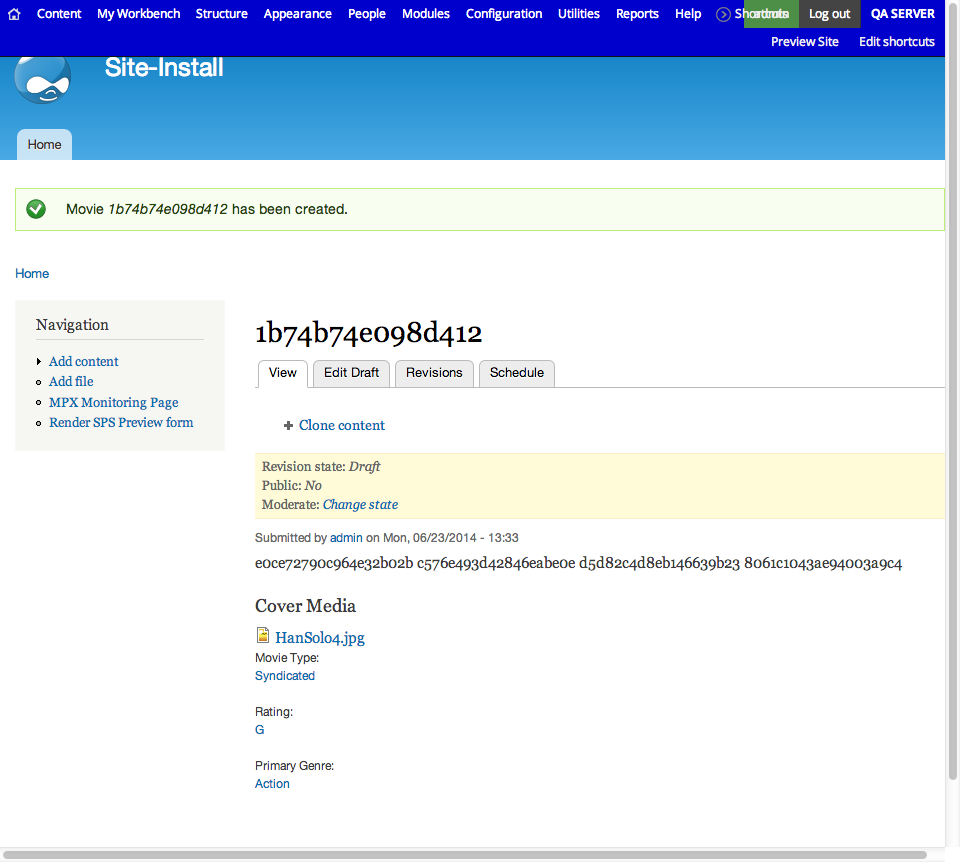 Content My Workbench Structure Appearance People Modules Configuration Utilities Reports Help Shortcuts Log out QA SERVER
Preview Site Edit shortcuts
Site-Install
Home
Movie 1b74b74e098d412 has been created.
Home
Navigation
Add content
Add file
MPX Monitoring Page
Render SPS Preview form
1b74b74e098d412
View Edit Draft Revisions Schedule
Clone content
Revision state: Draft
Public: No
Moderate: Change state
Submitted by admin on Mon, 06/23/2014 - 13:33
e0ce72790c964e32b02b c576e493d42846eabe0e d5d82c4d8eb146639b23 8061c1043ae94003a9c4
Cover Media
HanSolo4.jpg
Movie Type:
Syndicated
Rating:
G
Primary Genre:
Action